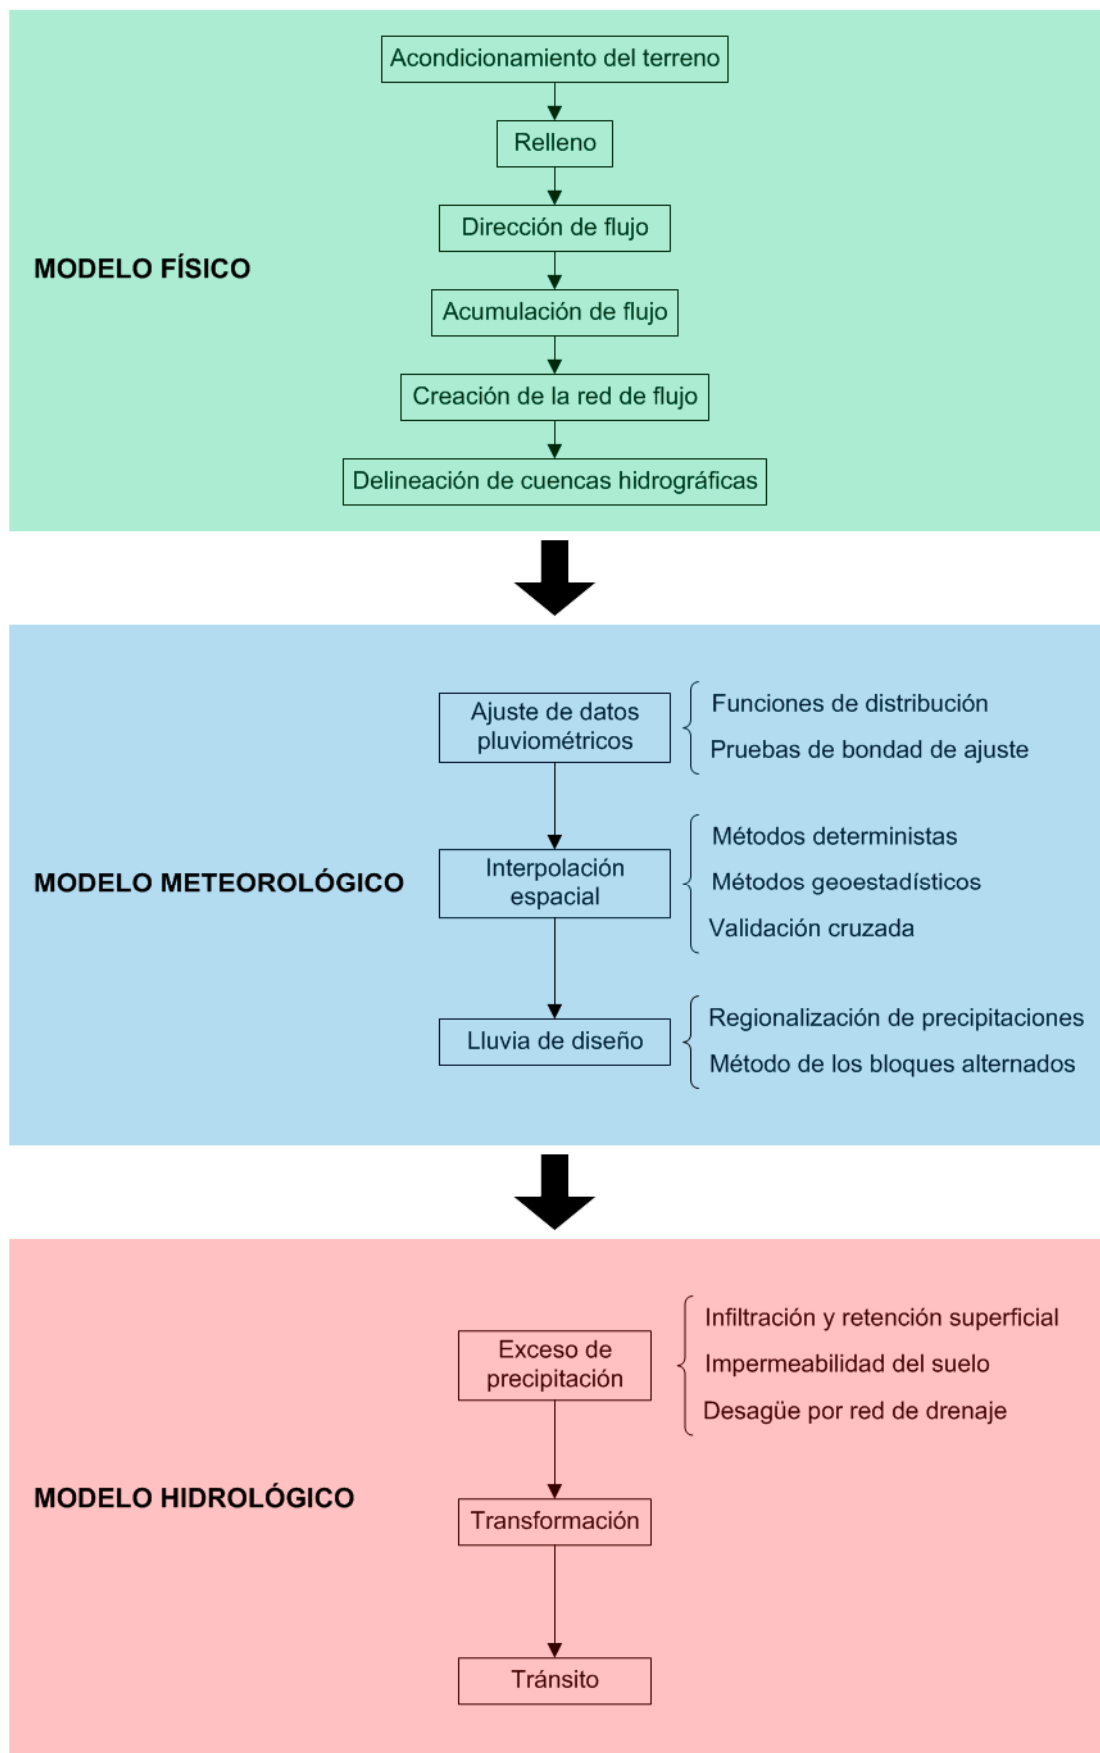 Acondicionamiento del terreno
Relleno
Dirección de flujo
MODELO FÍSICO
Acumulación de flujo
Creación de la red de flujo
Delineación de cuencas hidrográficas
Ajuste de datos
pluviométricos
Funciones de distribución
Pruebas de bondad de ajuste
MODELO METEOROLÓGICO
Interpolación
espacial
Métodos deterministas
Métodos geoestadísticos
Validación cruzada
Lluvia de diseño
Regionalización de precipitaciones
Método de los bloques alternados
Exceso de
precipitación
Infiltración y retención superficial
Impermeabilidad del suelo
Desagüe por red de drenaje
MODELO HIDROLÓGICO
Transformación
Tránsito